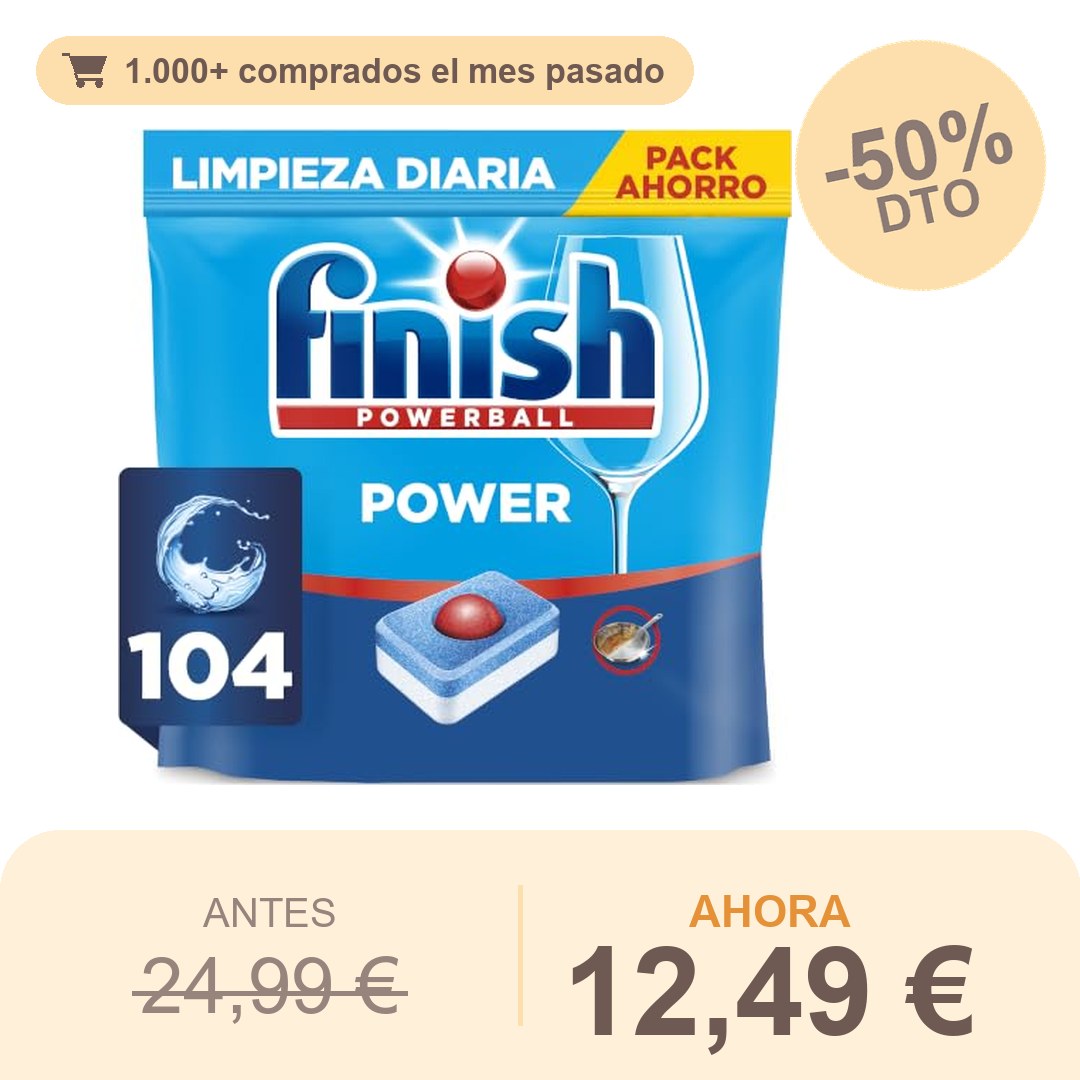 1.000+ comprados el mes pasado
-50%
DTO
LIMPIEZA DIARIA
PACK
AHORRO
finish
POWERBALL
POWER
104
ANTES
24,99 €
AHORA
12,49 €